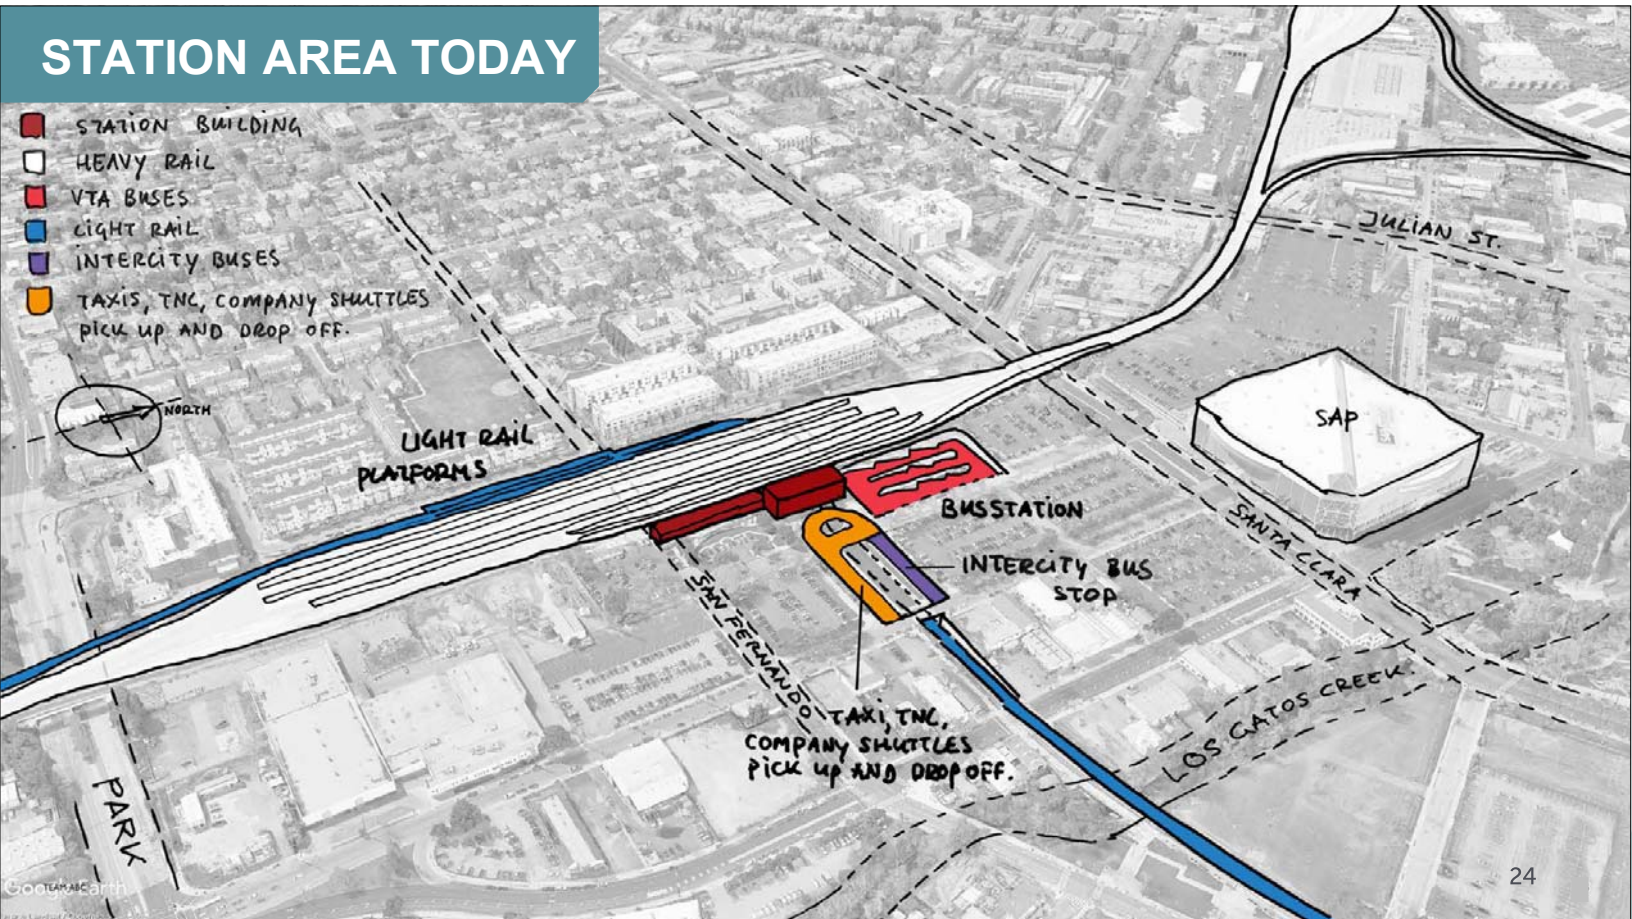 STATION AREA TODAY
STATION BUILDING
HEAVY RAIL
VTA BUSES
LIGHT RAIL
INTERCITY BUSES
TAXIS, TNC, COMPANY SHUTTLES
PICK UP AND DROP OFF.
NORTH
JULIAN ST.
LIGHT RAIL
PLATFORMS
SAP
BUSSTATION
SANTA CLARA
INTERCITY BUS
STOP
SAN FERNANDO
TAXI, TNC,
COMPANY SHUTTLES
PICK UP AND DROP OFF.
LOS GATOS CREEK.
PARK
Google Earth
TEAM ABC
24